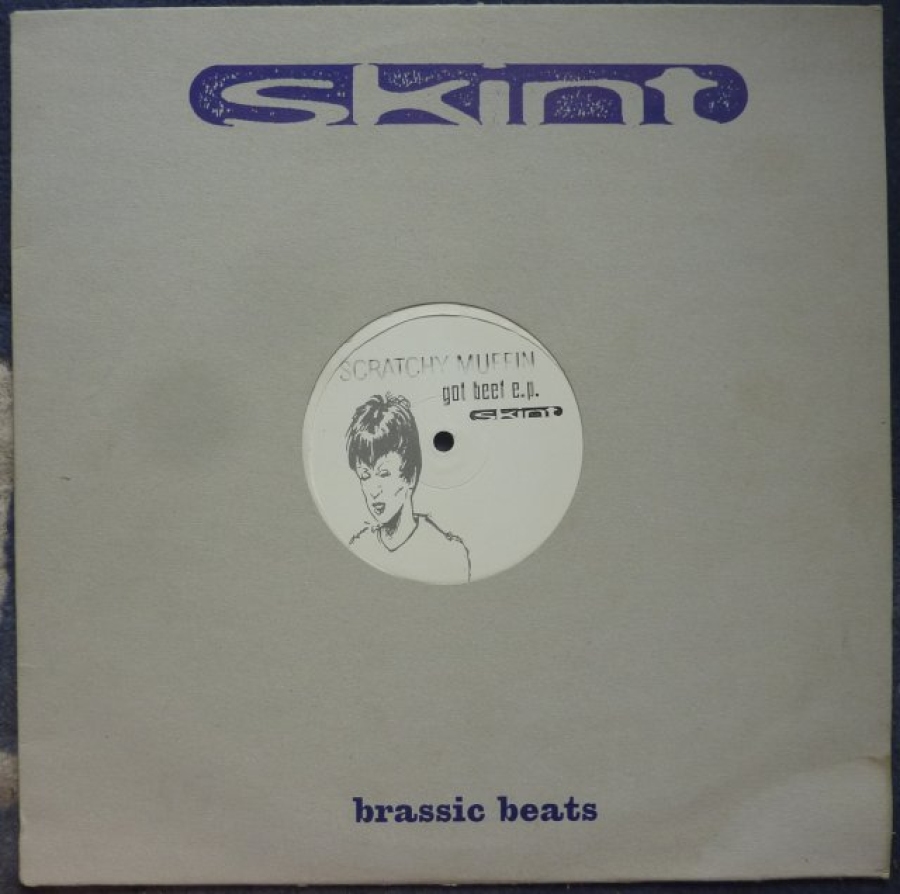 skint
SCRATCHY MUFFIN
got beef e.p.
skint
brassic beats